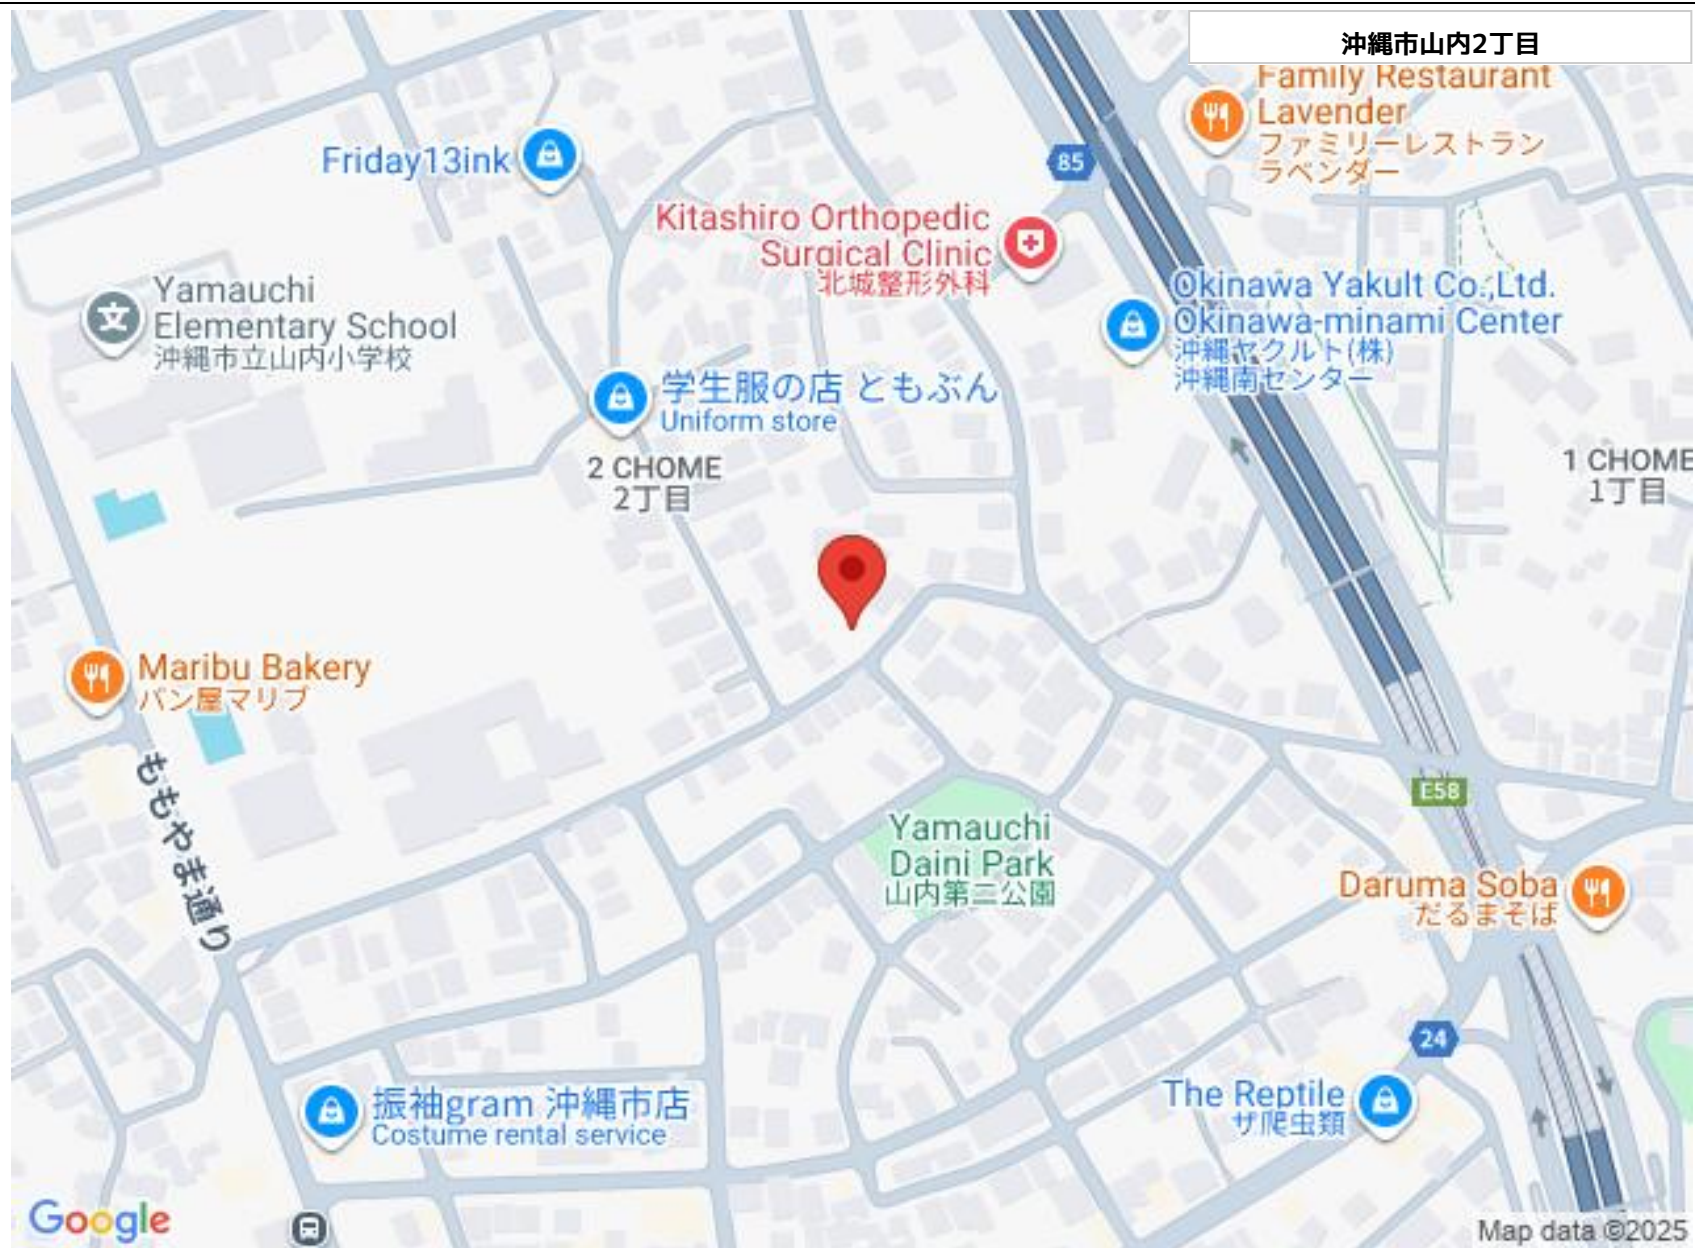 沖縄市山内2丁目
Family Restaurant
Lavender
ファミリーレストラン
ラベンダー
Friday13ink
85
Kitashiro Orthopedic
Surgical Clinic
北城整形外科
Yamauchi
Elementary School
沖縄市立山内小学校
Okinawa Yakult Co.,Ltd.
Okinawa-minami Center
沖縄ヤクルト(株)
沖縄南センター
学生服の店 ともぶん
Uniform store
2 CHOME
2丁目
1 CHOME
1丁目
Maribu Bakery
パン屋マリブ
ももやま通り
E58
Yamauchi
Daini Park
山内第二公園
Daruma Soba
だるまそば
24
The Reptile
ザ爬虫類
振袖gram 沖縄市店
Costume rental service
Google
Map data ©2025